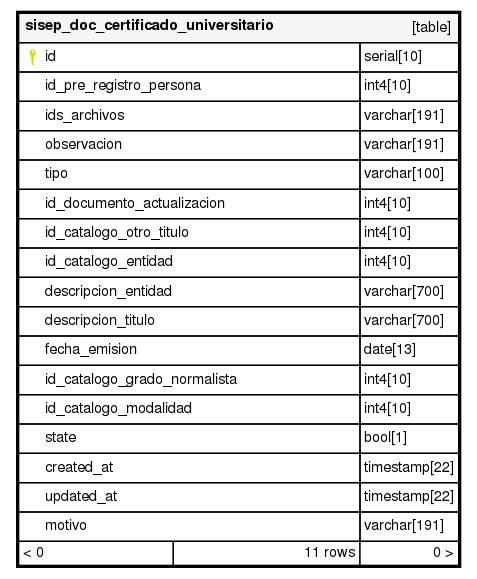 sisep_doc_certificado_universitario [table]
id serial[10]
id_pre_registro_persona int4[10]
ids_archivos varchar[191]
observacion varchar[191]
tipo varchar[100]
id_documento_actualizacion int4[10]
id_catalogo_otro_titulo int4[10]
id_catalogo_entidad int4[10]
descripcion_entidad varchar[700]
descripcion_titulo varchar[700]
fecha_emision date[13]
id_catalogo_grado_normalista int4[10]
id_catalogo_modalidad int4[10]
state bool[1]
created_at timestamp[22]
updated_at timestamp[22]
motivo varchar[191]
< 0 11 rows 0 >